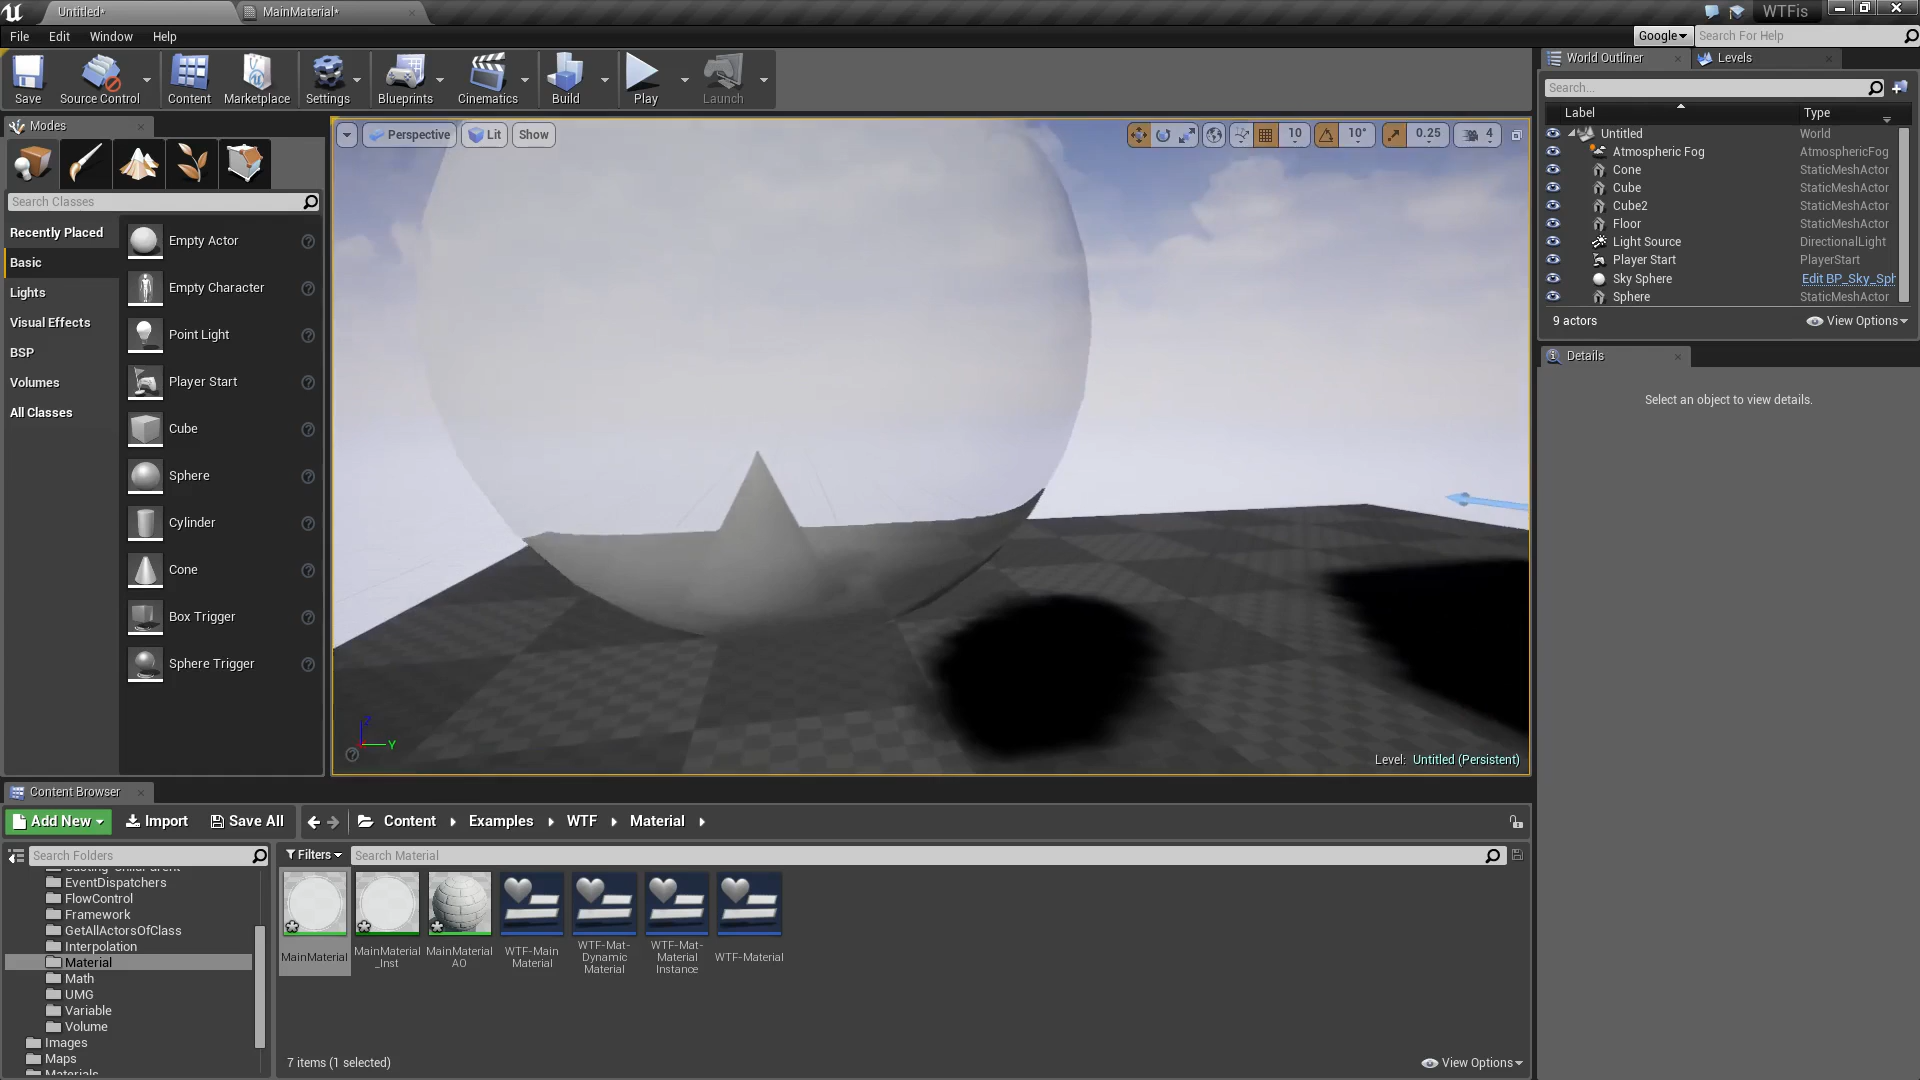 Untitled*
MainMaterial*
WTFis
File Edit Window Help
Google
Search For Help
Save
Source Control
Content
Marketplace
Settings
Blueprints
Cinematics
Build
Play
Launch
World Outliner
Levels
Search...
Label
Type
Untitled World
Atmospheric Fog AtmosphericFog
Cone StaticMeshActor
Cube StaticMeshActor
Cube2 StaticMeshActor
Floor StaticMeshActor
Light Source DirectionalLight
Player Start PlayerStart
Sky Sphere Edit BP_Sky_Sph
Sphere StaticMeshActor
9 actors
View Options
Details
Select an object to view details.
Modes
Search Classes
Recently Placed
Basic
Lights
Visual Effects
BSP
Volumes
All Classes
Empty Actor
Empty Character
Point Light
Player Start
Cube
Sphere
Cylinder
Cone
Box Trigger
Sphere Trigger
Perspective
Lit
Show
10
10°
0.25
4
Z
Y
Level: Untitled (Persistent)
Content Browser
Add New
Import
Save All
Content
Examples
WTF
Material
Search Folders
Filters
Search Material
EventDispatchers
FlowControl
Framework
GetAllActorsOfClass
Interpolation
Material
Math
UMG
Variable
Volume
Images
Maps
Materials
MainMaterial
MainMaterial
_Inst
MainMaterial
AO
WTF-Main
Material
WTF-Mat-
Dynamic
Material
WTF-Mat-
Material
Instance
WTF-Material
7 items (1 selected)
View Options